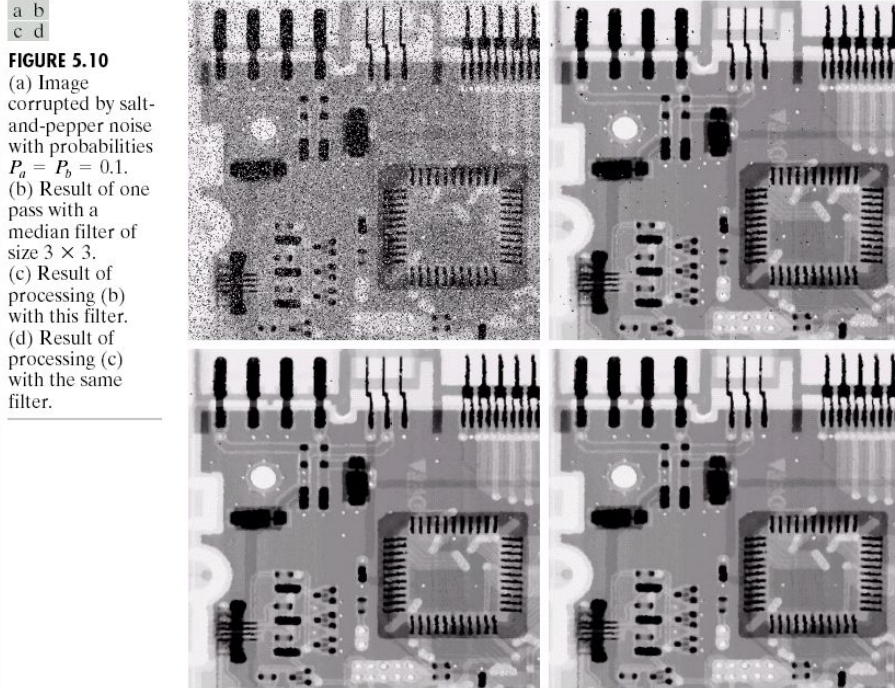 a b
c d
FIGURE 5.10
(a) Image
corrupted by salt-
and-pepper noise
with probabilities
Pₐ = P_b = 0.1.
(b) Result of one
pass with a
median filter of
size 3 × 3.
(c) Result of
processing (b)
with this filter.
(d) Result of
processing (c)
with the same
filter.